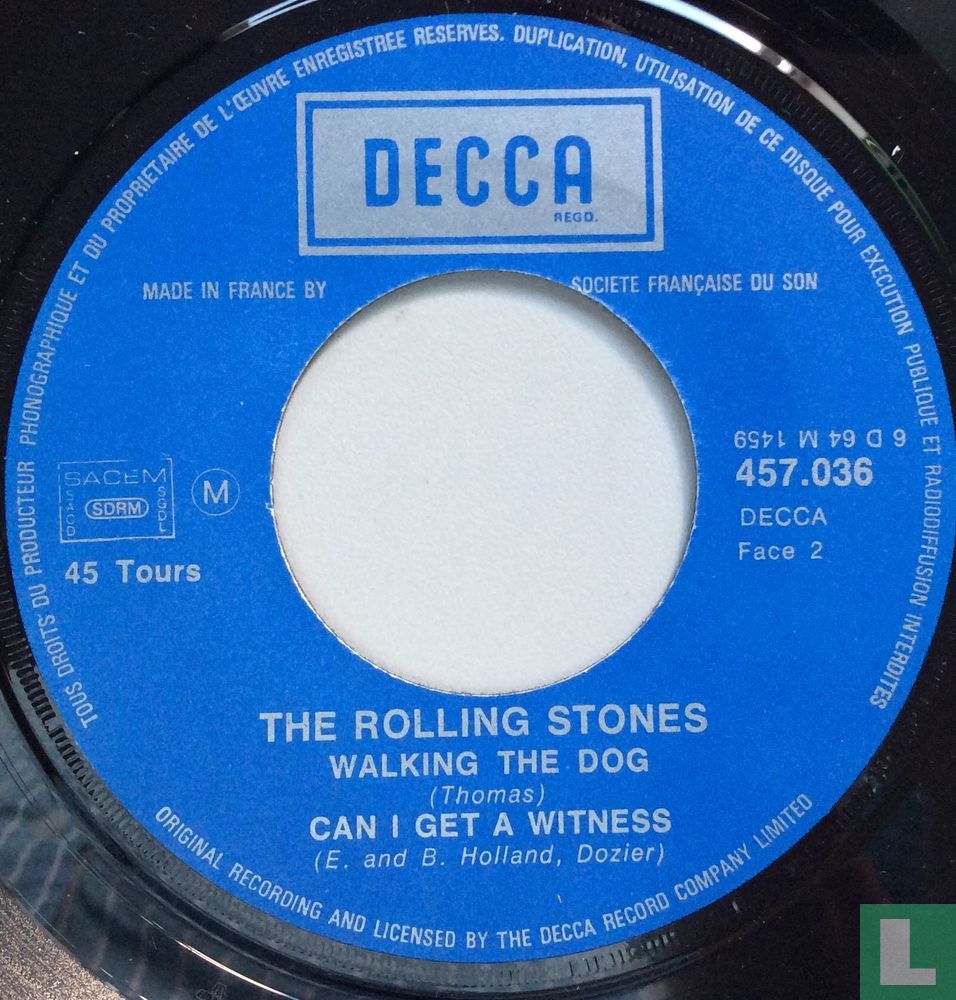 TOUS DROITS DU PRODUCTEUR PHONOGRAPHIQUE ET DU PROPRIETAIRE DE L'ŒUVRE ENREGISTREE RESERVES. DUPLICATION, UTILISATION DE CE DISQUE POUR EXECUTION PUBLIQUE ET RADIODIFFUSION INTERDITES
DECCA
REGD.
MADE IN FRANCE BY SOCIETE FRANÇAISE DU SON
SACEM
SACD SDRM SGDL
M
45 Tours
6 D 64 M 1459
457.036
DECCA
Face 2
THE ROLLING STONES
WALKING THE DOG
(Thomas)
CAN I GET A WITNESS
(E. and B. Holland, Dozier)
ORIGINAL RECORDING AND LICENSED BY THE DECCA RECORD COMPANY LIMITED
L